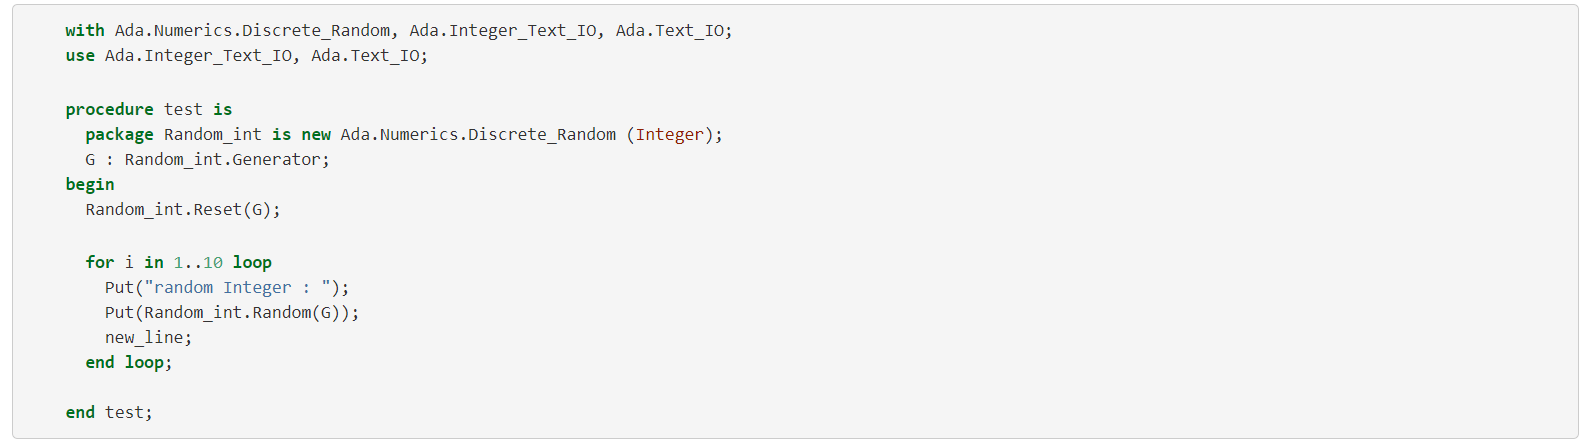 with Ada.Numerics.Discrete_Random, Ada.Integer_Text_IO, Ada.Text_IO;
use Ada.Integer_Text_IO, Ada.Text_IO;

procedure test is
  package Random_int is new Ada.Numerics.Discrete_Random (Integer);
  G : Random_int.Generator;
begin
  Random_int.Reset(G);

  for i in 1..10 loop
    Put("random Integer : ");
    Put(Random_int.Random(G));
    new_line;
  end loop;

end test;